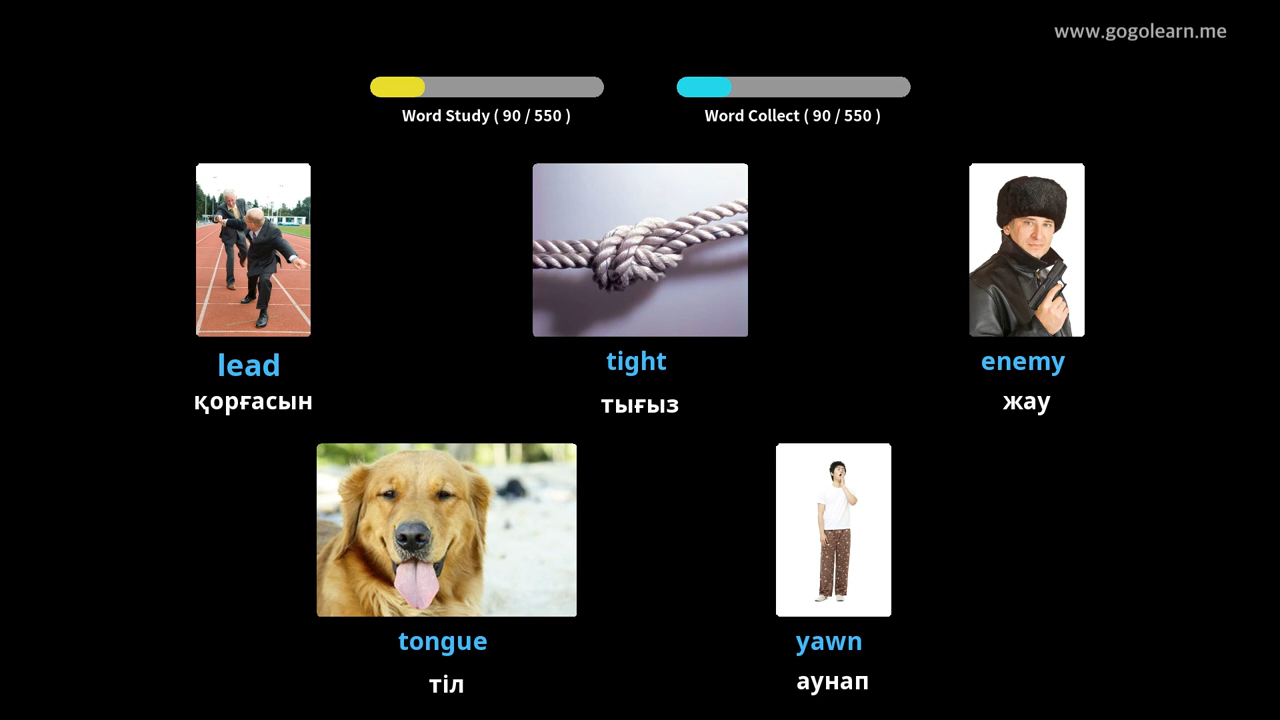 www.gogolearn.me
Word Study ( 90 / 550 )
Word Collect ( 90 / 550 )
lead
қорғасын
tight
тығыз
enemy
жау
tongue
тіл
yawn
аунап